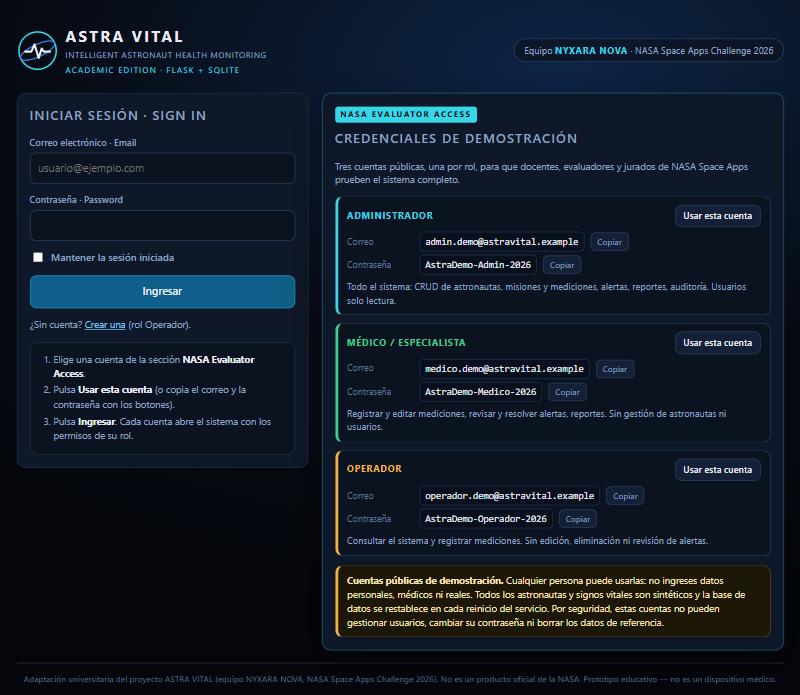 ASTRA VITAL
INTELLIGENT ASTRONAUT HEALTH MONITORING
ACADEMIC EDITION · FLASK + SQLITE
Equipo NYXARA NOVA · NASA Space Apps Challenge 2026
INICIAR SESIÓN · SIGN IN
Correo electrónico · Email
usuario@ejemplo.com
Contraseña · Password
Mantener la sesión iniciada
Ingresar
¿Sin cuenta? Crear una (rol Operador).
1. Elige una cuenta de la sección NASA Evaluator
Access.
2. Pulsa Usar esta cuenta (o copia el correo y la
contraseña con los botones).
3. Pulsa Ingresar. Cada cuenta abre el sistema con los
permisos de su rol.
NASA EVALUATOR ACCESS
CREDENCIALES DE DEMOSTRACIÓN
Tres cuentas públicas, una por rol, para que docentes, evaluadores y jurados de NASA Space Apps
prueben el sistema completo.
ADMINISTRADOR
Usar esta cuenta
Correo admin.demo@astravital.example Copiar
Contraseña AstraDemo-Admin-2026 Copiar
Todo el sistema: CRUD de astronautas, misiones y mediciones, alertas, reportes, auditoría. Usuarios
solo lectura.
MÉDICO / ESPECIALISTA
Usar esta cuenta
Correo medico.demo@astravital.example Copiar
Contraseña AstraDemo-Medico-2026 Copiar
Registrar y editar mediciones, revisar y resolver alertas, reportes. Sin gestión de astronautas ni
usuarios.
OPERADOR
Usar esta cuenta
Correo operador.demo@astravital.example Copiar
Contraseña AstraDemo-Operador-2026 Copiar
Consultar el sistema y registrar mediciones. Sin edición, eliminación ni revisión de alertas.
Cuentas públicas de demostración. Cualquier persona puede usarlas: no ingreses datos
personales, médicos ni reales. Todos los astronautas y signos vitales son sintéticos y la base de
datos se restablece en cada reinicio del servicio. Por seguridad, estas cuentas no pueden
gestionar usuarios, cambiar su contraseña ni borrar los datos de referencia.
Adaptación universitaria del proyecto ASTRA VITAL (equipo NYXARA NOVA, NASA Space Apps Challenge 2026). No es un producto oficial de la NASA. Prototipo educativo — no es un dispositivo médico.